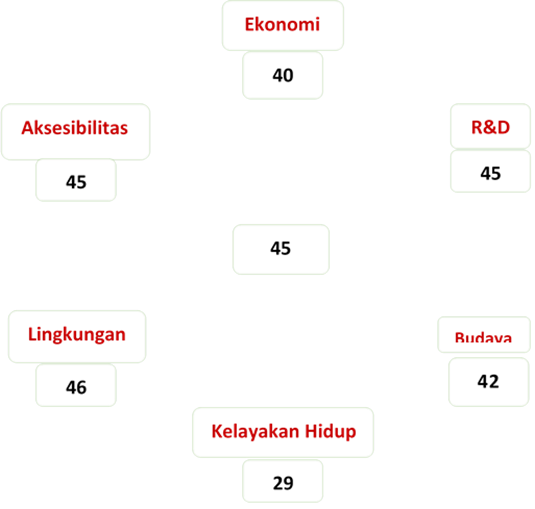 Ekonomi
40
Aksesibilitas
45
R&D
45
45
Lingkungan
46
Budaya
42
Kelayakan Hidup
29